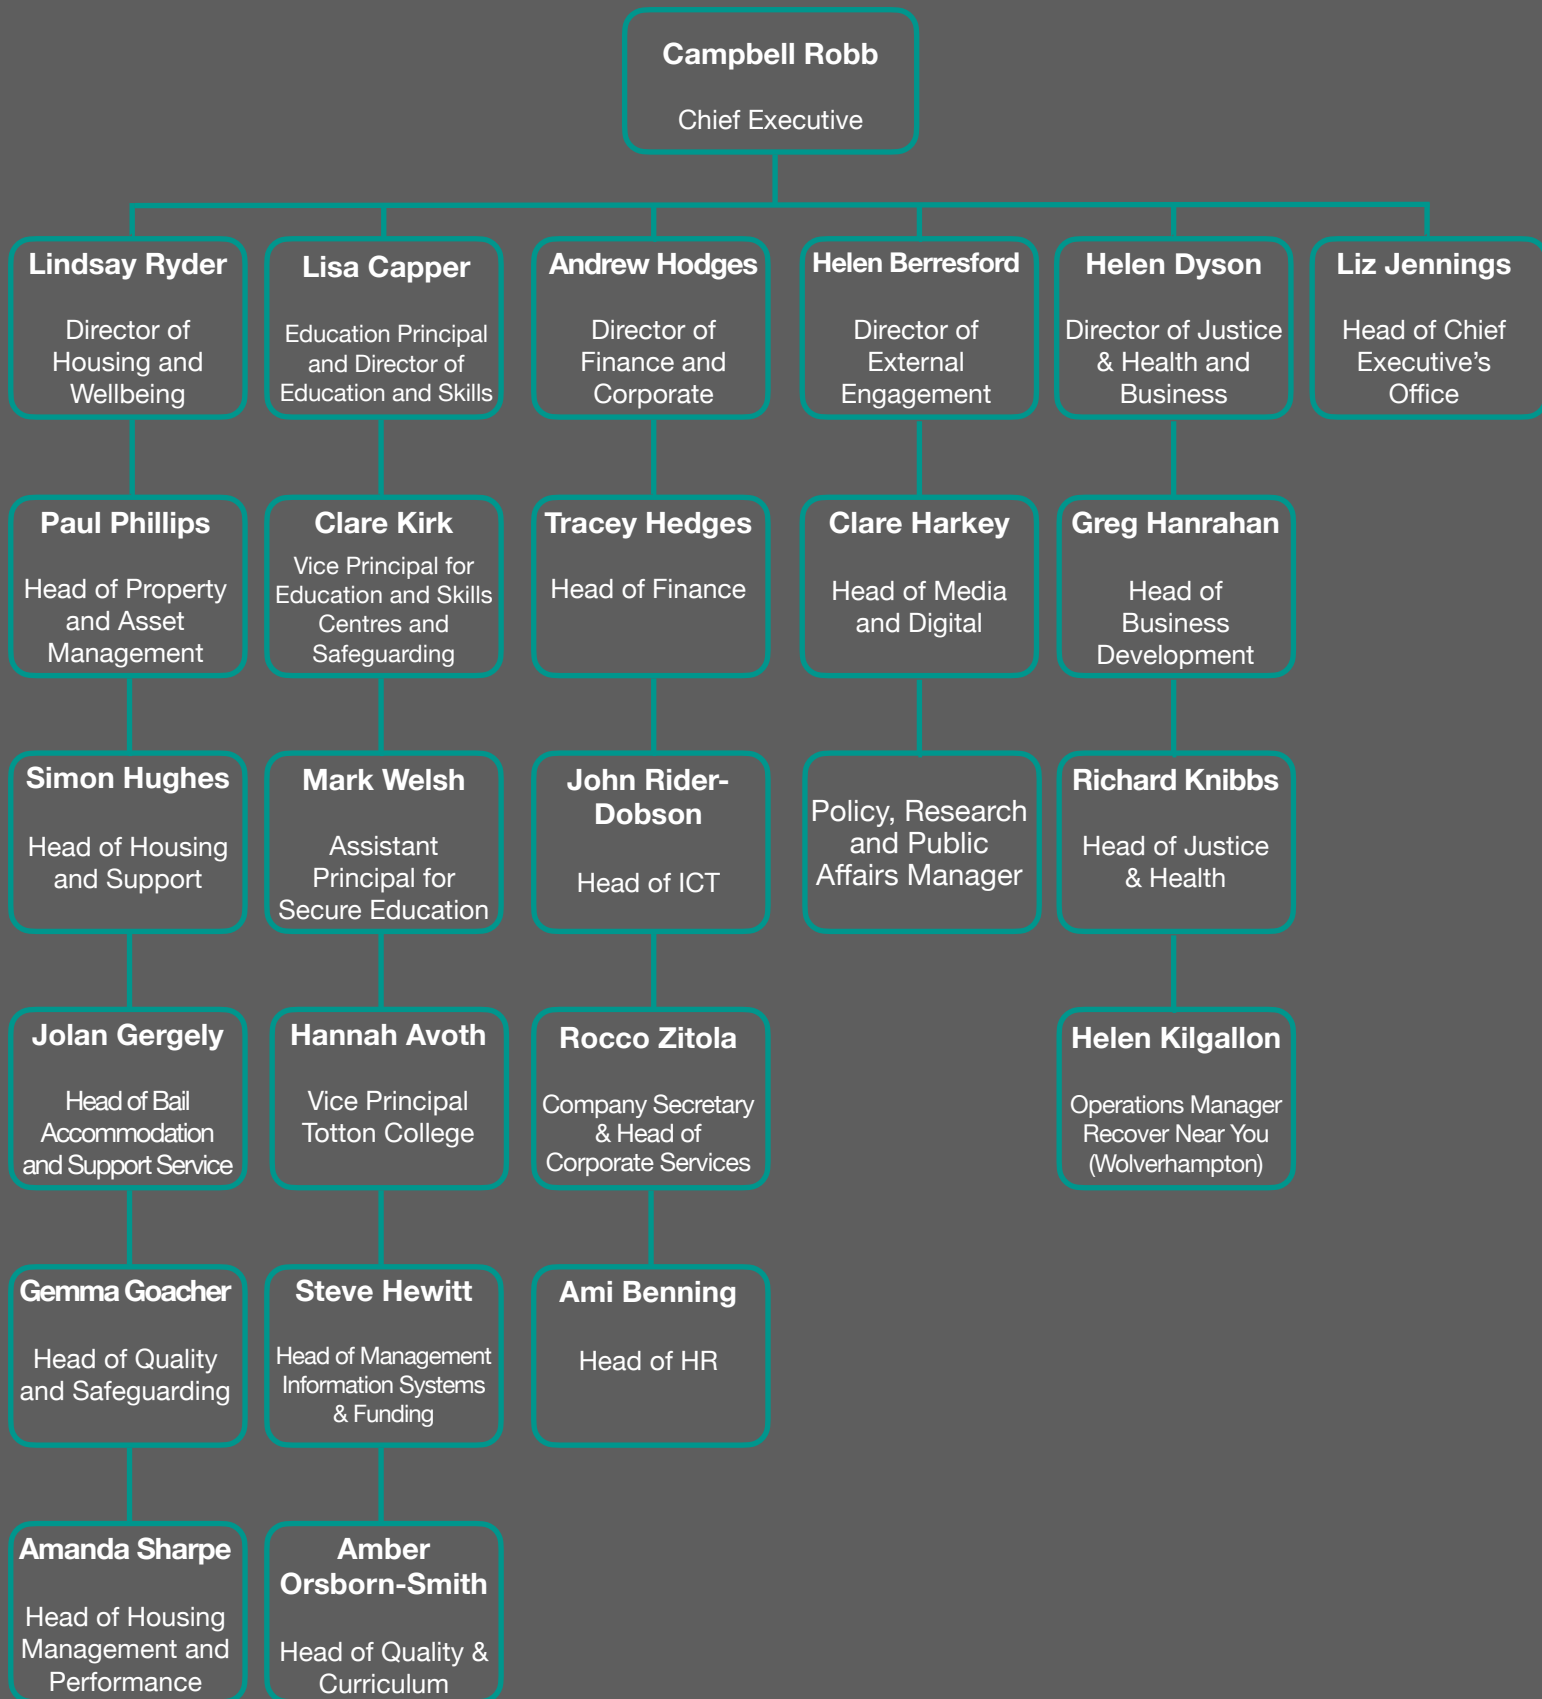 Campbell Robb
Chief Executive
Lindsay Ryder
Director of
Housing and
Wellbeing
Lisa Capper
Education Principal
and Director of
Education and Skills
Andrew Hodges
Director of
Finance and
Corporate
Helen Berresford
Director of
External
Engagement
Helen Dyson
Director of Justice
& Health and
Business
Liz Jennings
Head of Chief
Executive’s
Office
Paul Phillips
Head of Property
and Asset
Management
Clare Kirk
Vice Principal for
Education and Skills
Centres and
Safeguarding
Tracey Hedges
Head of Finance
Clare Harkey
Head of Media
and Digital
Greg Hanrahan
Head of
Business
Development
Simon Hughes
Head of Housing
and Support
Mark Welsh
Assistant
Principal for
Secure Education
John Rider-
Dobson
Head of ICT
Policy, Research
and Public
Affairs Manager
Richard Knibbs
Head of Justice
& Health
Jolan Gergely
Head of Bail
Accommodation
and Support Service
Hannah Avoth
Vice Principal
Totton College
Rocco Zitola
Company Secretary
& Head of
Corporate Services
Helen Kilgallon
Operations Manager
Recover Near You
(Wolverhampton)
Gemma Goacher
Head of Quality
and Safeguarding
Steve Hewitt
Head of Management
Information Systems
& Funding
Ami Benning
Head of HR
Amanda Sharpe
Head of Housing
Management and
Performance
Amber
Orsborn-Smith
Head of Quality &
Curriculum